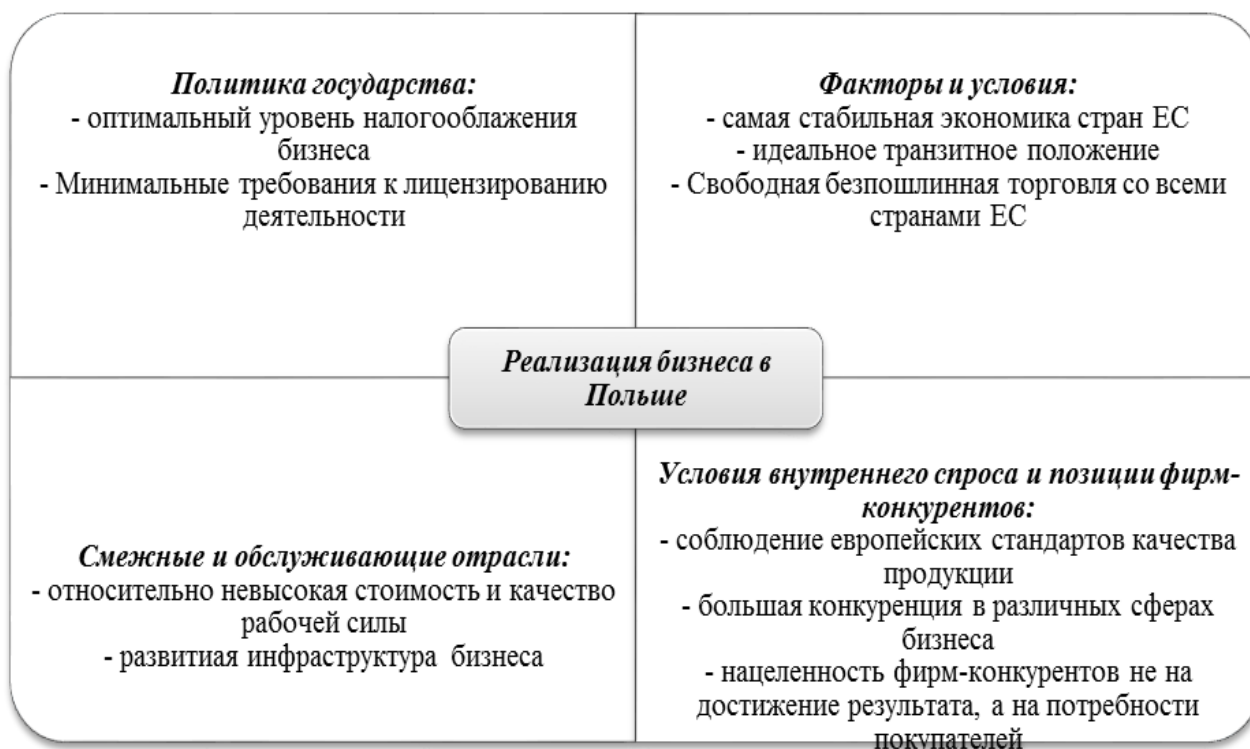 Политика государства:
- оптимальный уровень налогооблажения
бизнеса
- Минимальные требования к лицензированию
деятельности
Факторы и условия:
- самая стабильная экономика стран ЕС
- идеальное транзитное положение
- Свободная безпошлинная торговля со всеми
странами ЕС
Реализация бизнеса в
Польше
Смежные и обслуживающие отрасли:
- относительно невысокая стоимость и качество
рабочей силы
- развитиая инфраструктура бизнеса
Условия внутреннего спроса и позиции фирм-
конкурентов:
- соблюдение европейских стандартов качества
продукции
- большая конкуренция в различных сферах
бизнеса
- нацеленность фирм-конкурентов не на
достижение результата, а на потребности
покупателей